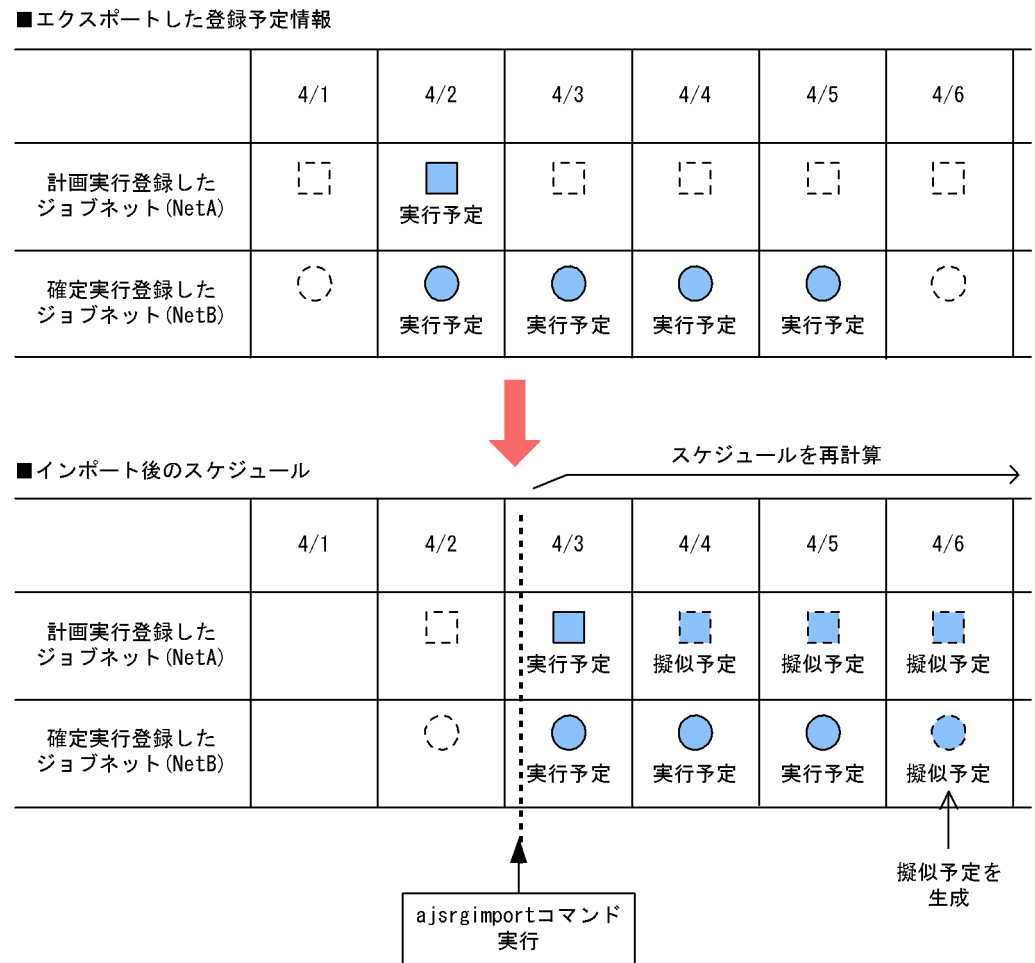 ■エクスポートした登録予定情報
4/1 4/2 4/3 4/4 4/5 4/6
計画実行登録した
ジョブネット(NetA)
実行予定
確定実行登録した
ジョブネット(NetB)
実行予定 実行予定 実行予定 実行予定
■インポート後のスケジュール
スケジュールを再計算
4/1 4/2 4/3 4/4 4/5 4/6
計画実行登録した
ジョブネット(NetA)
実行予定 擬似予定 擬似予定 擬似予定
確定実行登録した
ジョブネット(NetB)
実行予定 実行予定 実行予定 擬似予定
擬似予定を
生成
ajsrgimportコマンド
実行